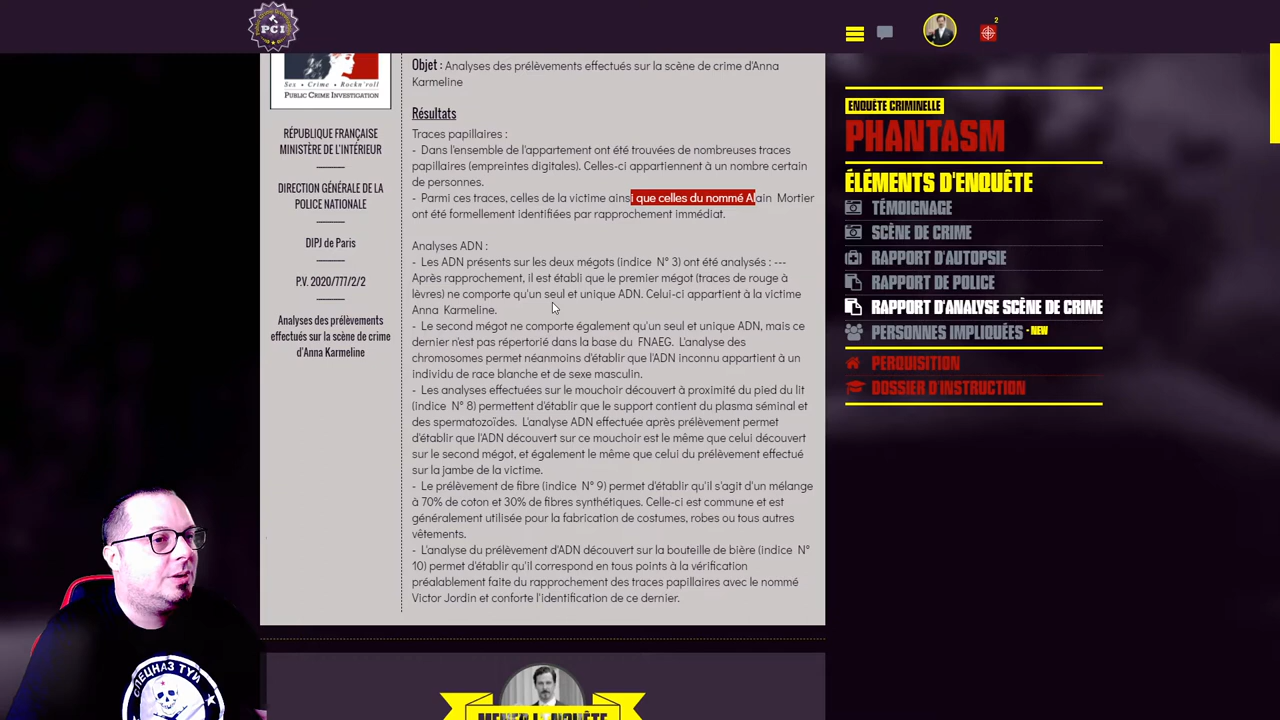 PCI
2
Sex - Crime - Rock'n'roll
PUBLIC CRIME INVESTIGATION
RÉPUBLIQUE FRANÇAISE
MINISTÈRE DE L'INTÉRIEUR
DIRECTION GÉNÉRALE DE LA
POLICE NATIONALE
DIPJ de Paris
P.V. 2020/777/2/2
Analyses des prélèvements
effectués sur la scène de crime
d'Anna Karmeline
Objet : Analyses des prélèvements effectués sur la scène de crime d'Anna
Karmeline
Résultats
Traces papillaires :
- Dans l'ensemble de l'appartement ont été trouvées de nombreuses traces
papillaires (empreintes digitales). Celles-ci appartiennent à un nombre certain
de personnes.
- Parmi ces traces, celles de la victime ainsi que celles du nommé Alain Mortier
ont été formellement identifiées par rapprochement immédiat.
Analyses ADN :
- Les ADN présents sur les deux mégots (indice N° 3) ont été analysés : ---
Après rapprochement, il est établi que le premier mégot (traces de rouge à
lèvres) ne comporte qu'un seul et unique ADN. Celui-ci appartient à la victime
Anna Karmeline.
- Le second mégot ne comporte également qu'un seul et unique ADN, mais ce
dernier n'est pas répertorié dans la base du FNAEG. L'analyse des
chromosomes permet néanmoins d'établir que l'ADN inconnu appartient à un
individu de race blanche et de sexe masculin.
- Les analyses effectuées sur le mouchoir découvert à proximité du pied du lit
(indice N° 8) permettent d'établir que le support contient du plasma séminal et
des spermatozoïdes. L'analyse ADN effectuée après prélèvement permet
d'établir que l'ADN découvert sur ce mouchoir est le même que celui découvert
sur le second mégot, et également le même que celui du prélèvement effectué
sur la jambe de la victime.
- Le prélèvement de fibre (indice N° 9) permet d'établir qu'il s'agit d'un mélange
à 70% de coton et 30% de fibres synthétiques. Celle-ci est commune et est
généralement utilisée pour la fabrication de costumes, robes ou tous autres
vêtements.
- L'analyse du prélèvement d'ADN découvert sur la bouteille de bière (indice N°
10) permet d'établir qu'il correspond en tous points à la vérification
préalablement faite du rapprochement des traces papillaires avec le nommé
Victor Jordin et conforte l'identification de ce dernier.
ENQUÊTE CRIMINELLE
PHANTASM
ÉLÉMENTS D'ENQUÊTE
TÉMOIGNAGE
SCÈNE DE CRIME
RAPPORT D'AUTOPSIE
RAPPORT DE POLICE
RAPPORT D'ANALYSE SCÈNE DE CRIME
PERSONNES IMPLIQUÉES - NEW
PERQUISITION
DOSSIER D'INSTRUCTION
СПЕЦНАЗ ТУЙ
MENER L'ENQUÊTE